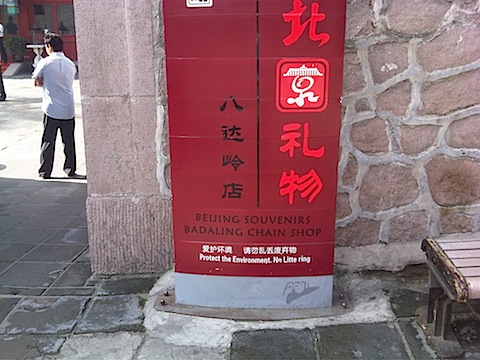 北京礼物
八达岭店
BEIJING SOUVENIRS
BADALING CHAIN SHOP
爱护环境 请勿乱丢废弃物
Protect the Environment. No Litte ring